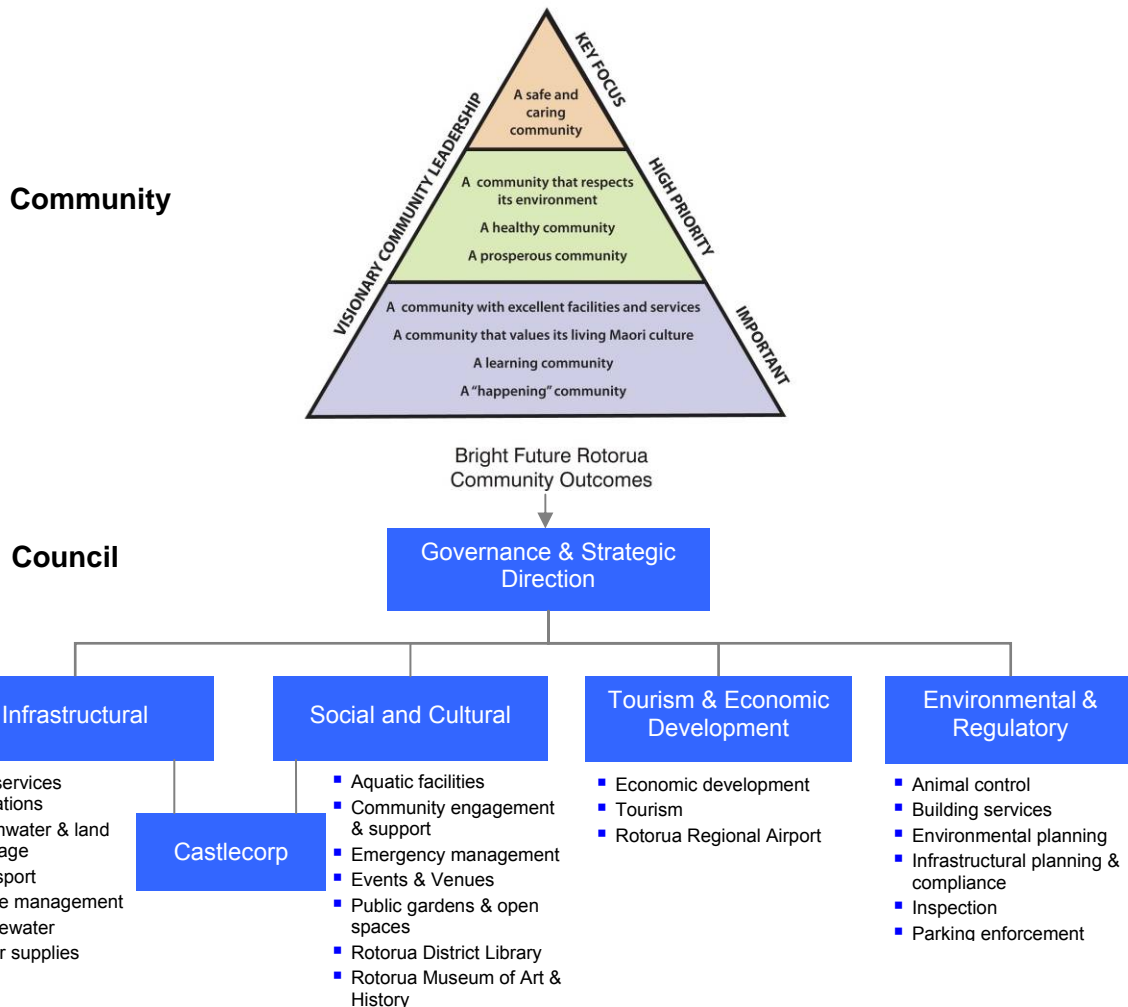 Community
VISIONARY COMMUNITY LEADERSHIP
KEY FOCUS
A safe and
caring
community
HIGH PRIORITY
A community that respects
its environment
A healthy community
A prosperous community
IMPORTANT
A community with excellent facilities and services
A community that values its living Maori culture
A learning community
A "happening" community
Bright Future Rotorua
Community Outcomes
Council
Governance & Strategic
Direction
Infrastructural
services
management
supplies
Castlecorp
Social and Cultural
■ Aquatic facilities
■ Community engagement
& support
■ Emergency management
■ Events & Venues
■ Public gardens & open
spaces
■ Rotorua District Library
■ Rotorua Museum of Art &
History
Tourism & Economic
Development
■ Economic development
■ Tourism
■ Rotorua Regional Airport
Environmental &
Regulatory
■ Animal control
■ Building services
■ Environmental planning
■ Infrastructural planning &
compliance
■ Inspection
■ Parking enforcement